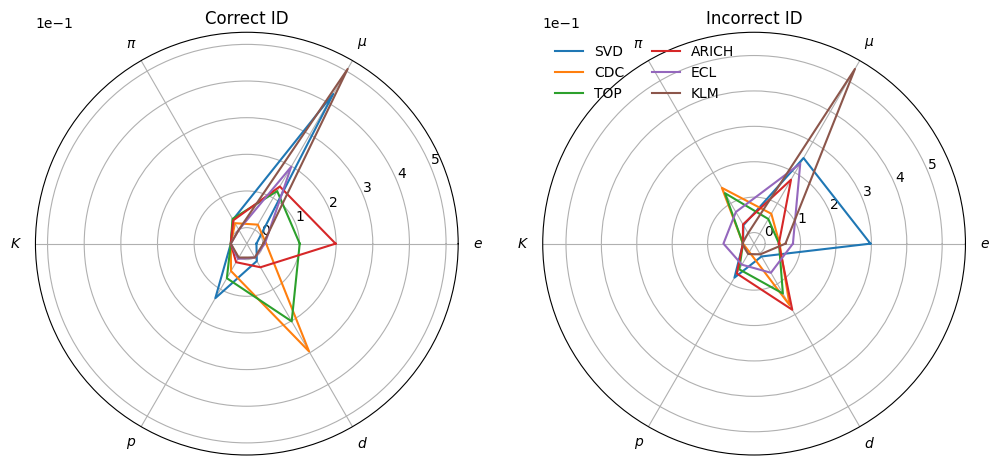 Correct ID
1e−1
π
μ
K
e
p
d
0
1
2
3
4
5
Incorrect ID
1e−1
π
μ
K
e
p
d
0
1
2
3
4
5
SVD
CDC
TOP
ARICH
ECL
KLM